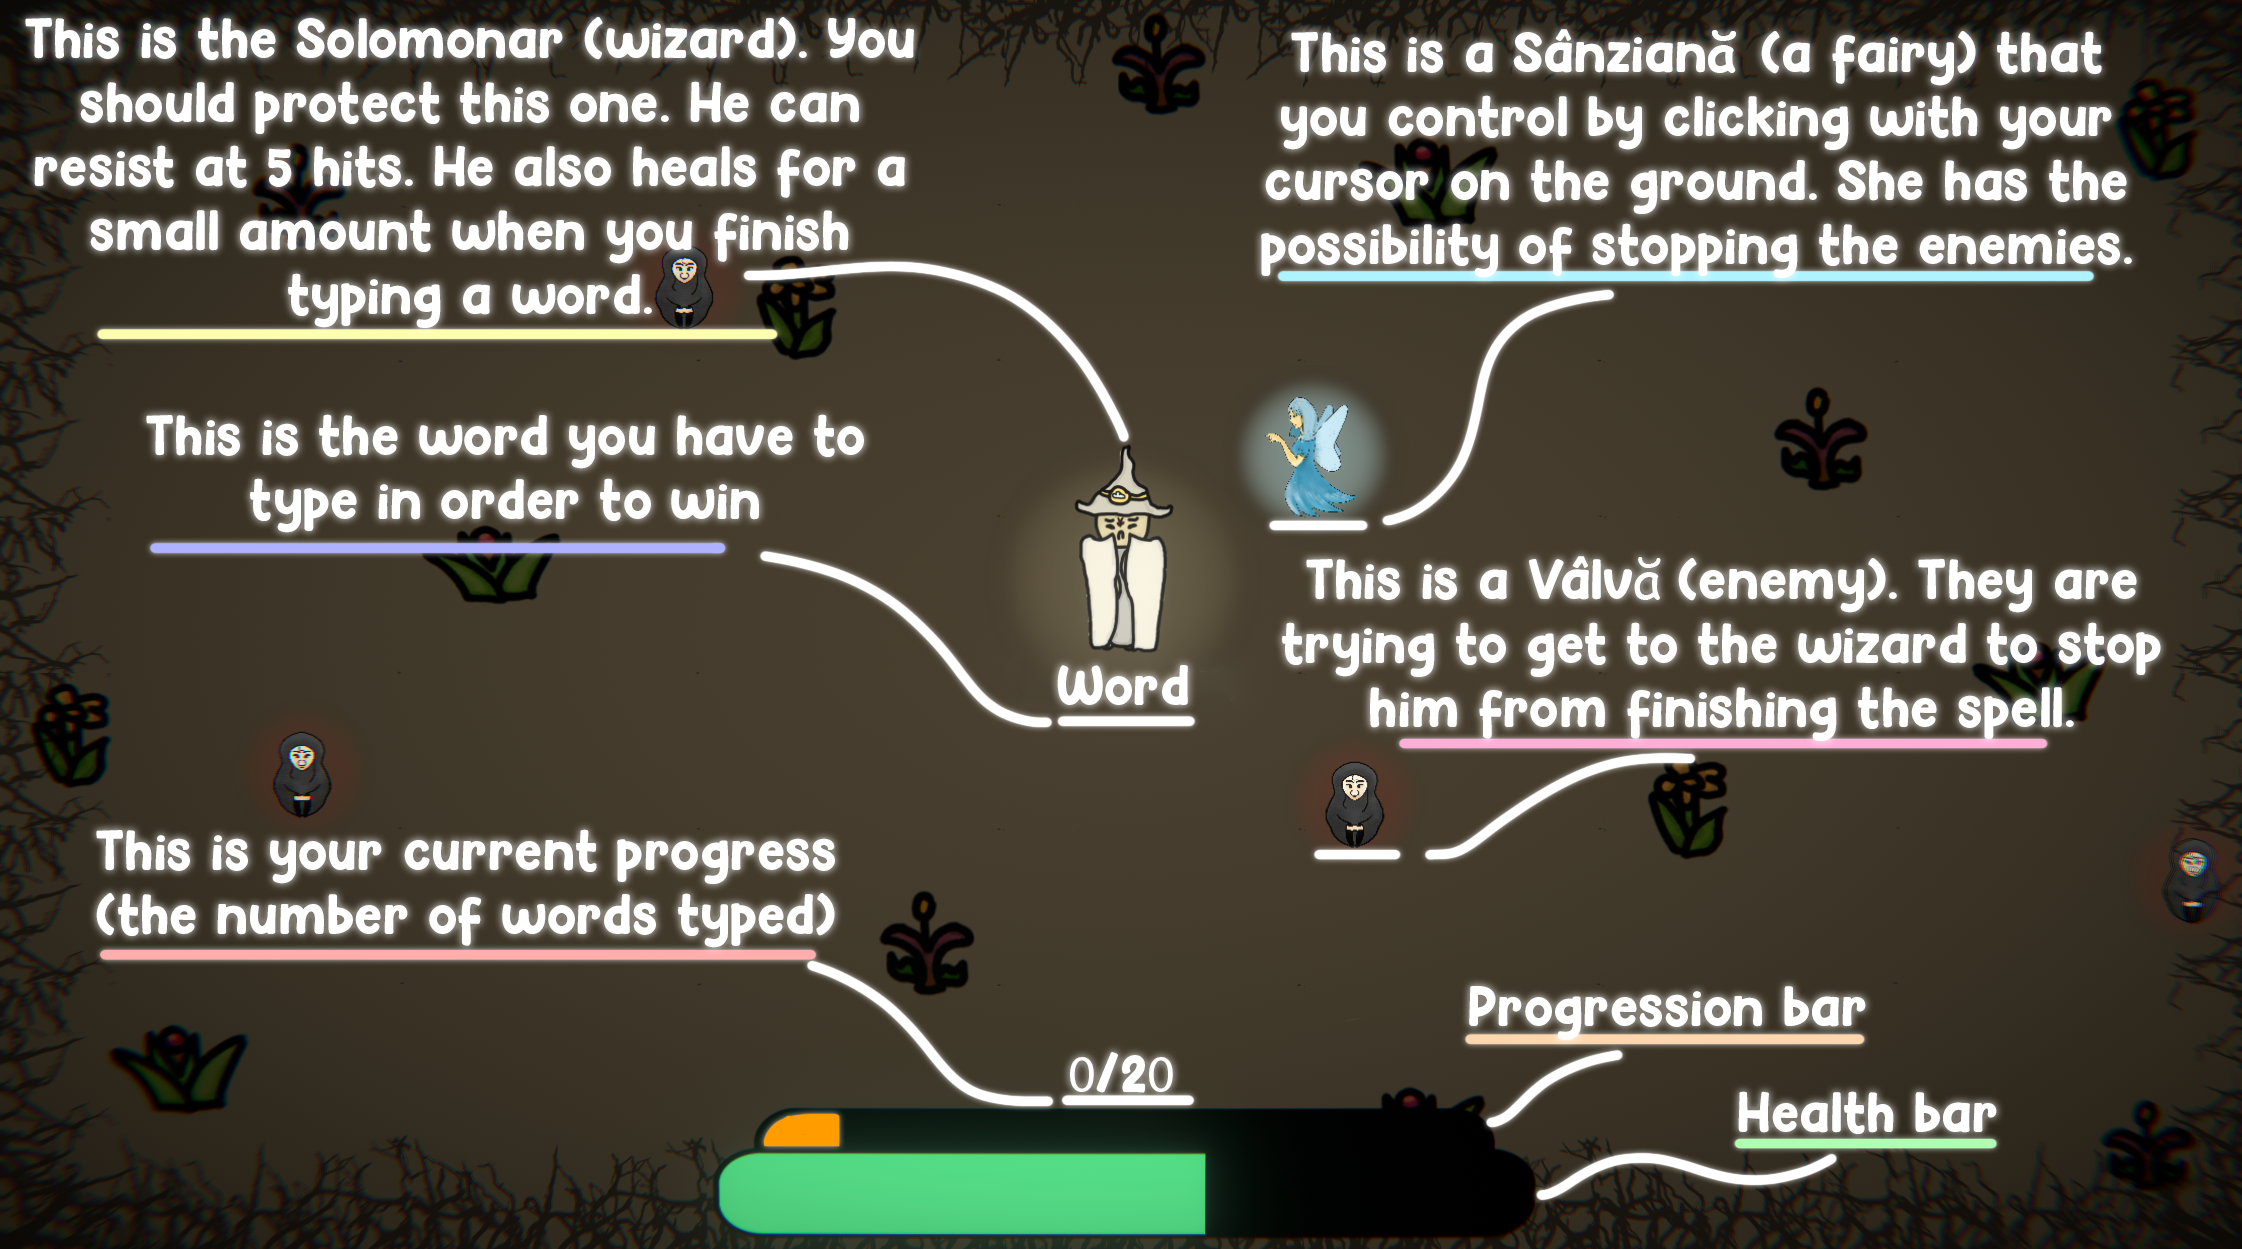 This is the Solomonar (wizard). You
should protect this one. He can
resist at 5 hits. He also heals for a
small amount when you finish
typing a word.
This is the word you have to
type in order to win
This is your current progress
(the number of words typed)
This is a Sânziană (a fairy) that
you control by clicking with your
cursor on the ground. She has the
possibility of stopping the enemies.
Word
This is a Vâlvă (enemy). They are
trying to get to the wizard to stop
him from finishing the spell.
Progression bar
Health bar
0/20